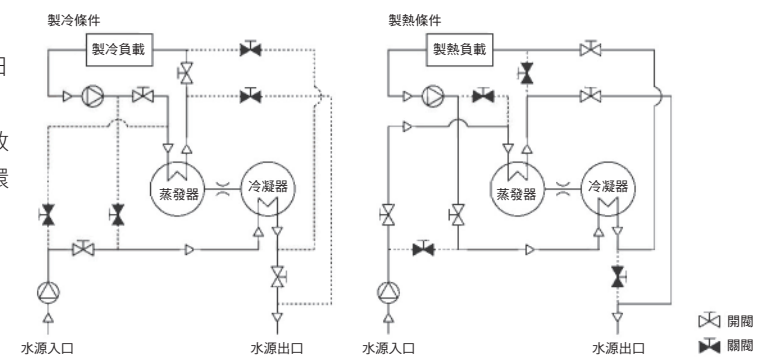 製冷條件
製冷負載
蒸發器
冷凝器
水源入口
水源出口
製熱條件
製熱負載
蒸發器
冷凝器
水源入口
水源出口
開閥
關閥
環